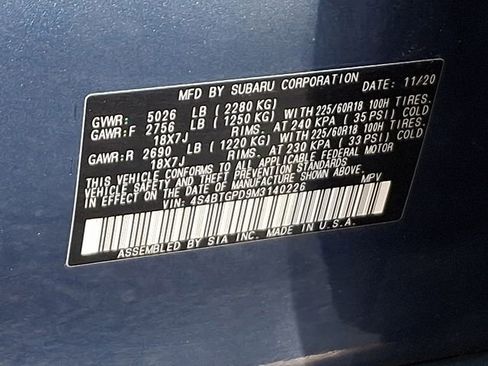 MFD BY SUBARU CORPORATION DATE: 11/20
GVWR: 5026 LB (2280 KG)
GAWR:F 2756 LB (1250 KG) WITH 225/60R18 100H TIRES.
18X7J RIMS. AT 240 KPA (35 PSI) COLD
GAWR:R 2690 LB (1220 KG) WITH 225/60R18 100H TIRES.
18X7J RIMS. AT 230 KPA (33 PSI) COLD
THIS VEHICLE CONFORMS TO ALL APPLICABLE FEDERAL MOTOR
VEHICLE SAFETY AND THEFT PREVENTION STANDARDS
IN EFFECT ON THE DATE OF MANUFACTURE SHOWN ABOVE.
VIN: 4S4BTGPD9M3140226 MPV
ASSEMBLED BY SIA INC. MADE IN U.S.A.